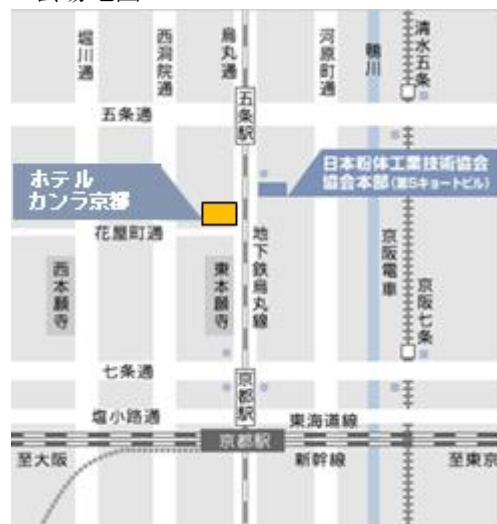 堀川通
西洞院通
烏丸通
河原町通
鴨川
清水五条
五条駅
五条通
日本粉体工業技術協会
協会本部(第5キョートビル)
ホテル
カンラ京都
花屋町通
地下鉄烏丸線
京阪電車
西本願寺
東本願寺
京阪七条
七条通
京都駅
塩小路通
東海道線
京都駅
至大阪
新幹線
至東京